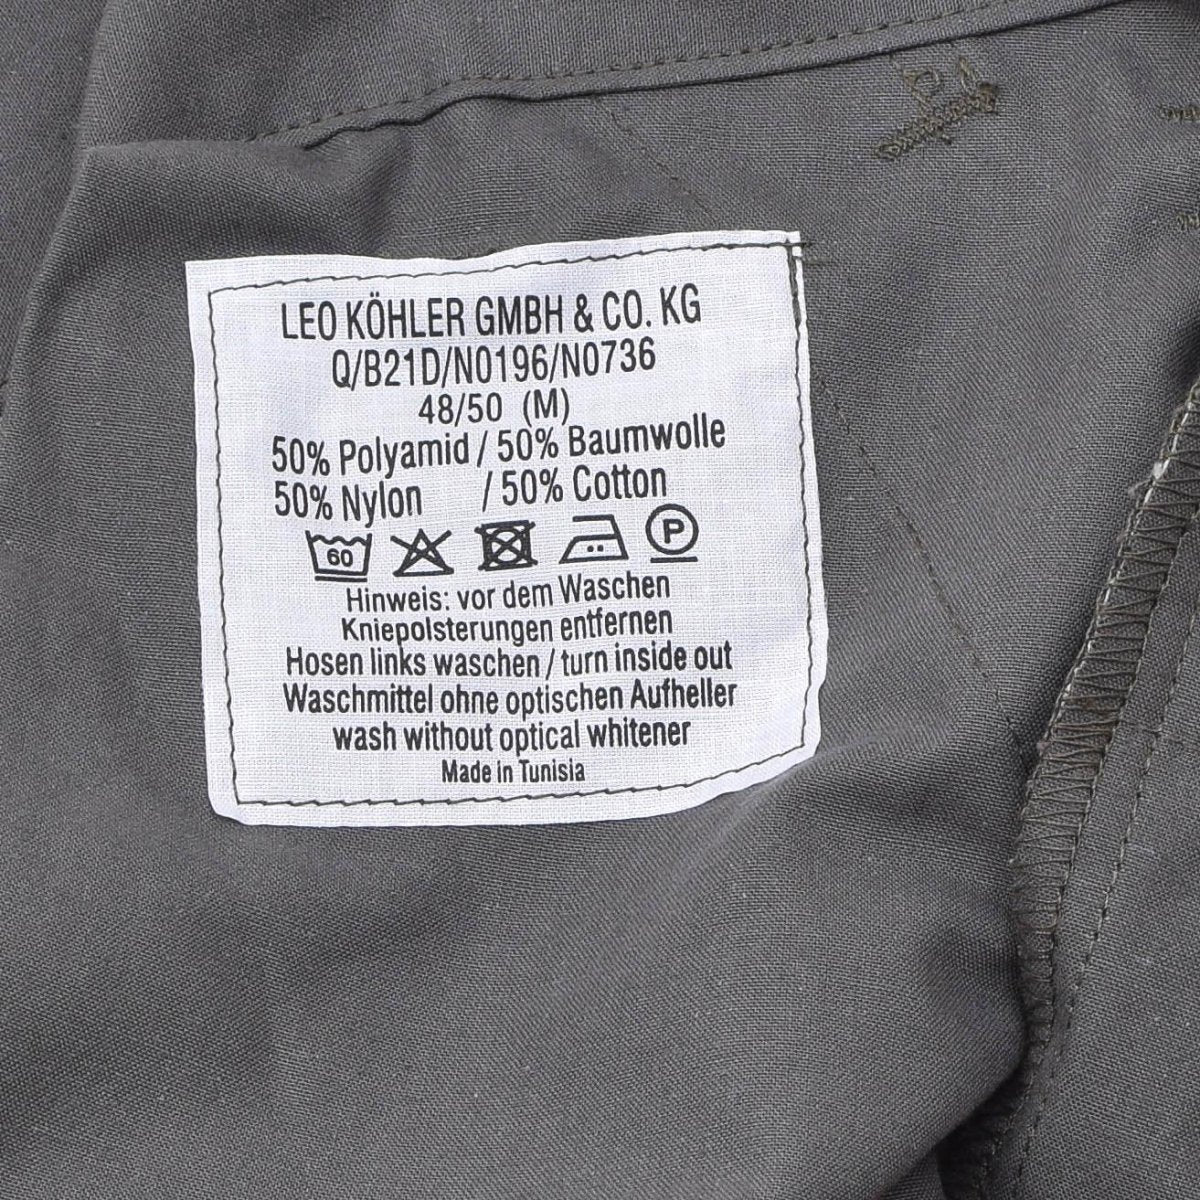 LEO KÖHLER GMBH & CO. KG
Q/B21D/N0196/N0736
48/50 (M)
50% Polyamid / 50% Baumwolle
50% Nylon / 50% Cotton
60 P
Hinweis: vor dem Waschen
Kniepolsterungen entfernen
Hosen links waschen / turn inside out
Waschmittel ohne optischen Aufheller
wash without optical whitener
Made in Tunisia